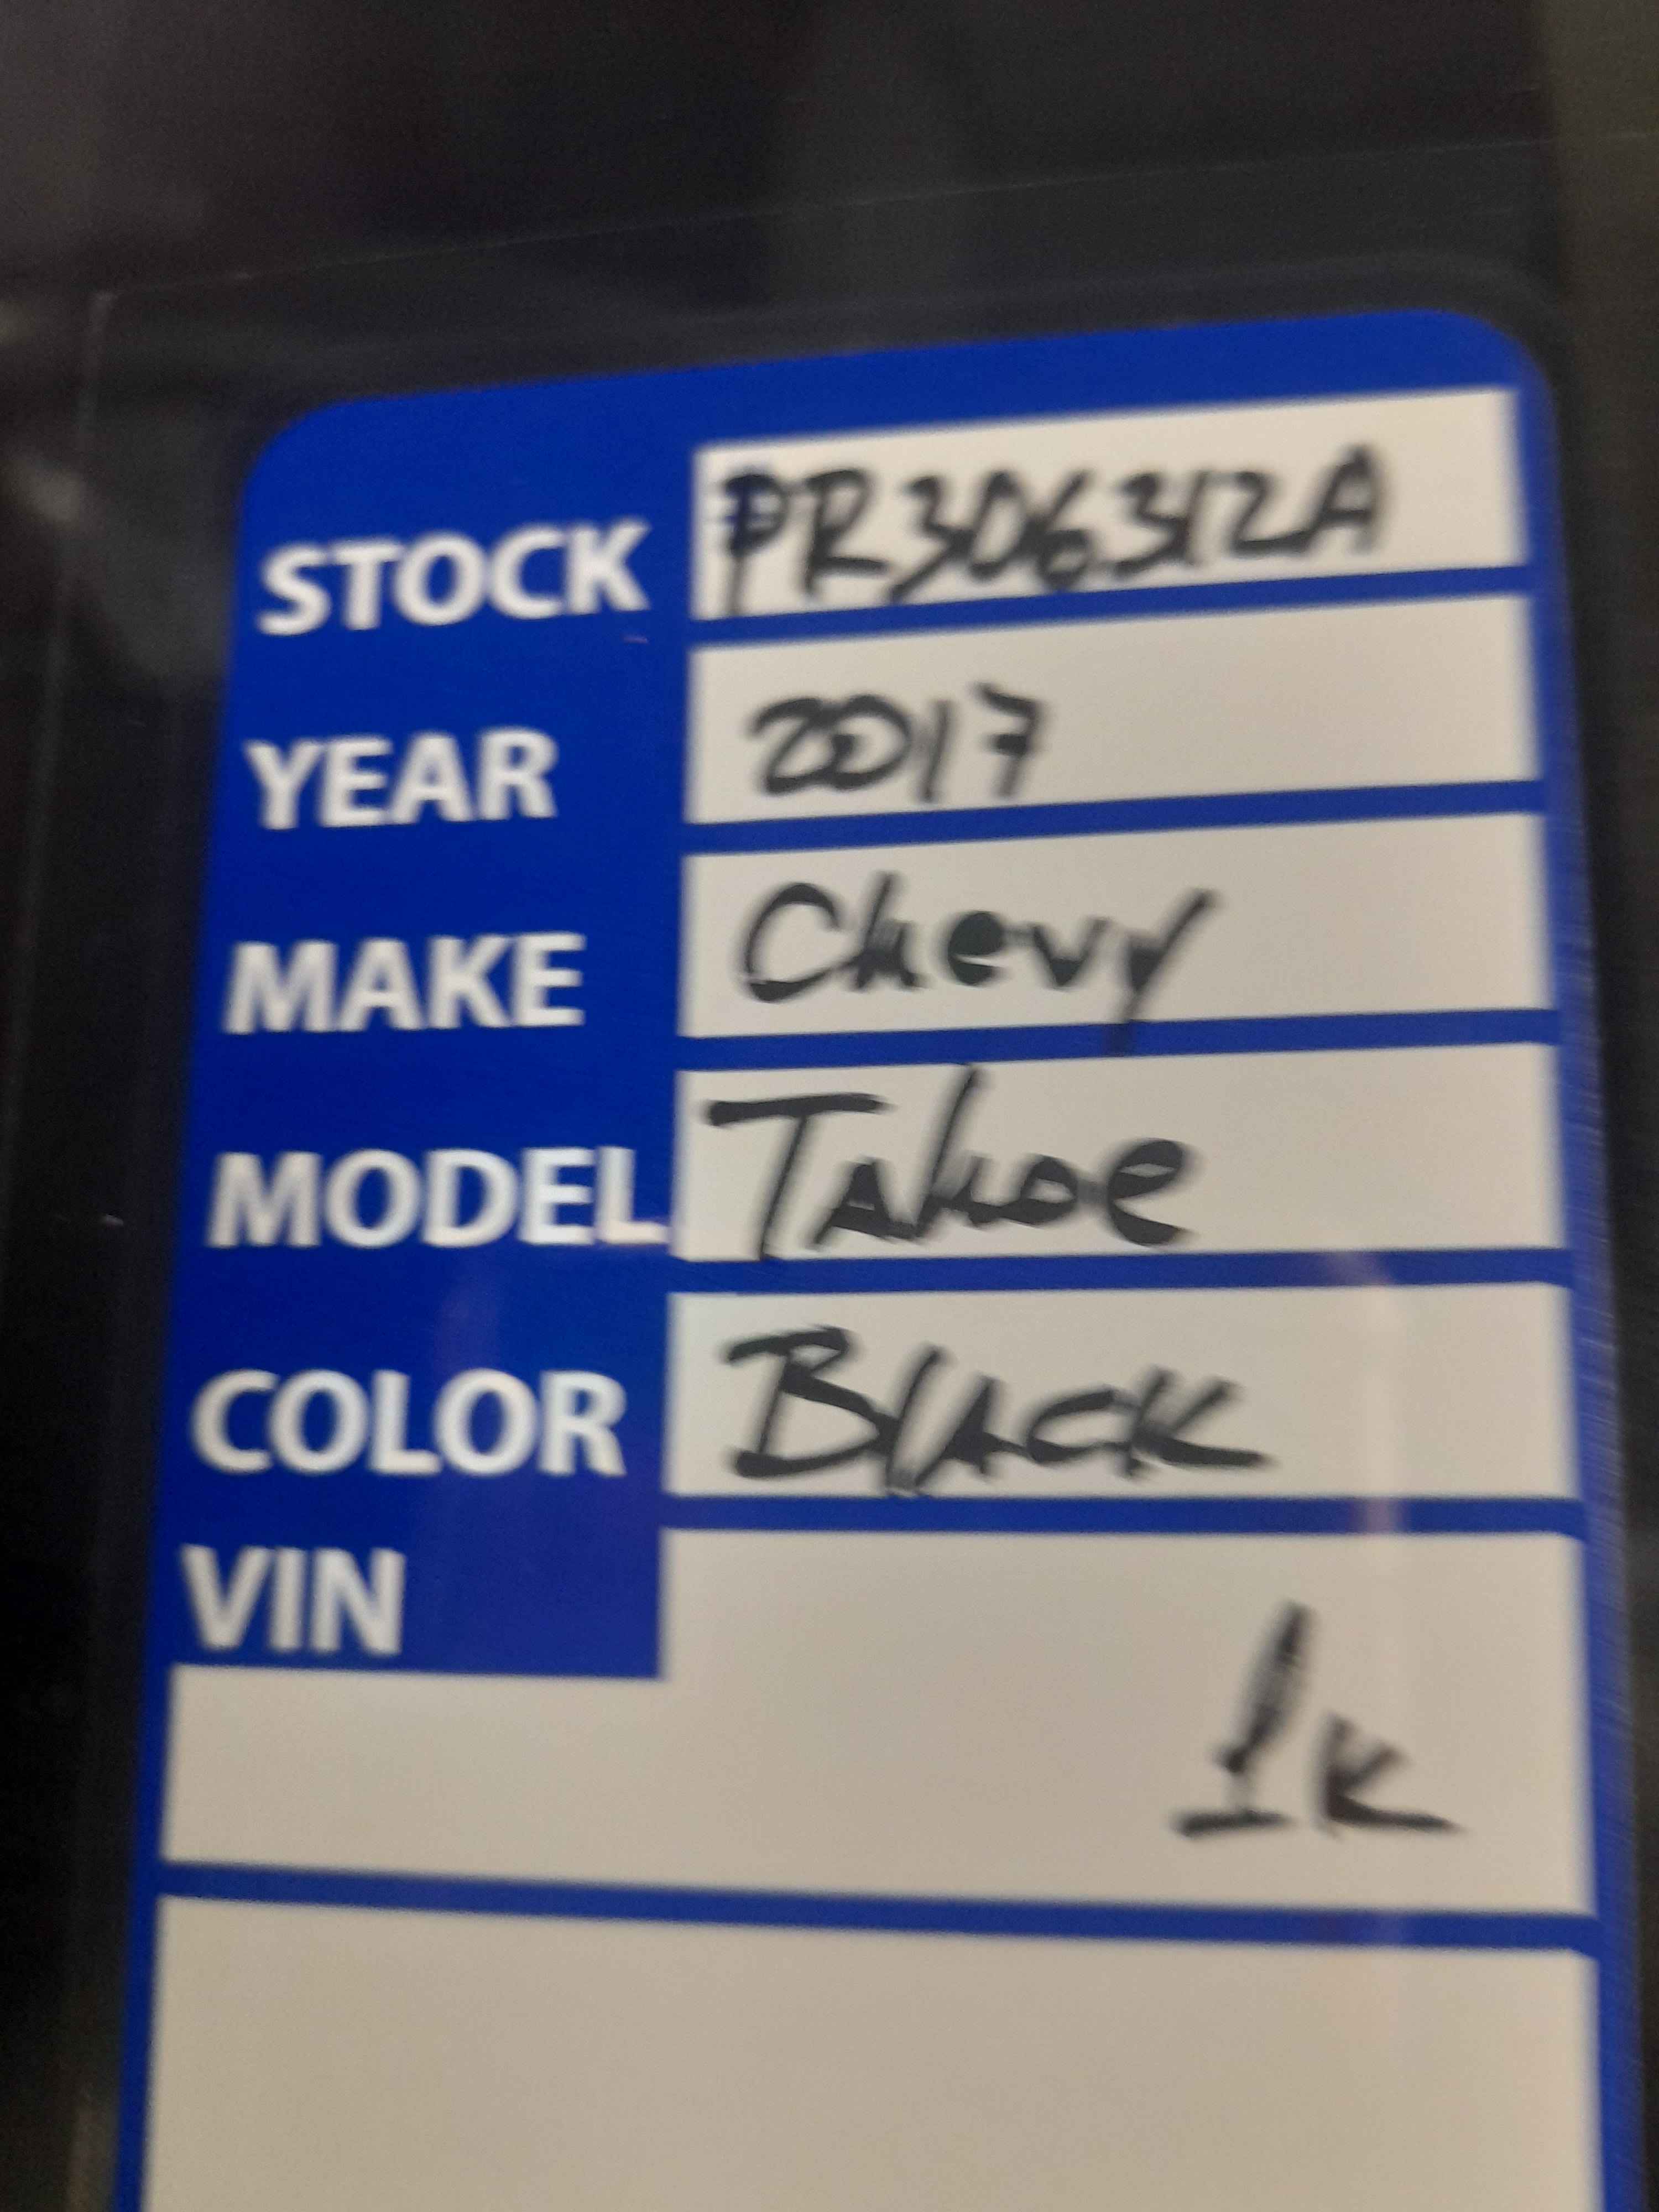 STOCK PR306312A
YEAR 2017
MAKE Chevy
MODEL Tahoe
COLOR Black
VIN
1K